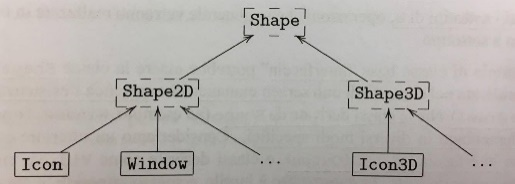 Shape
Shape2D
Shape3D
Icon
Window
...
Icon3D
...